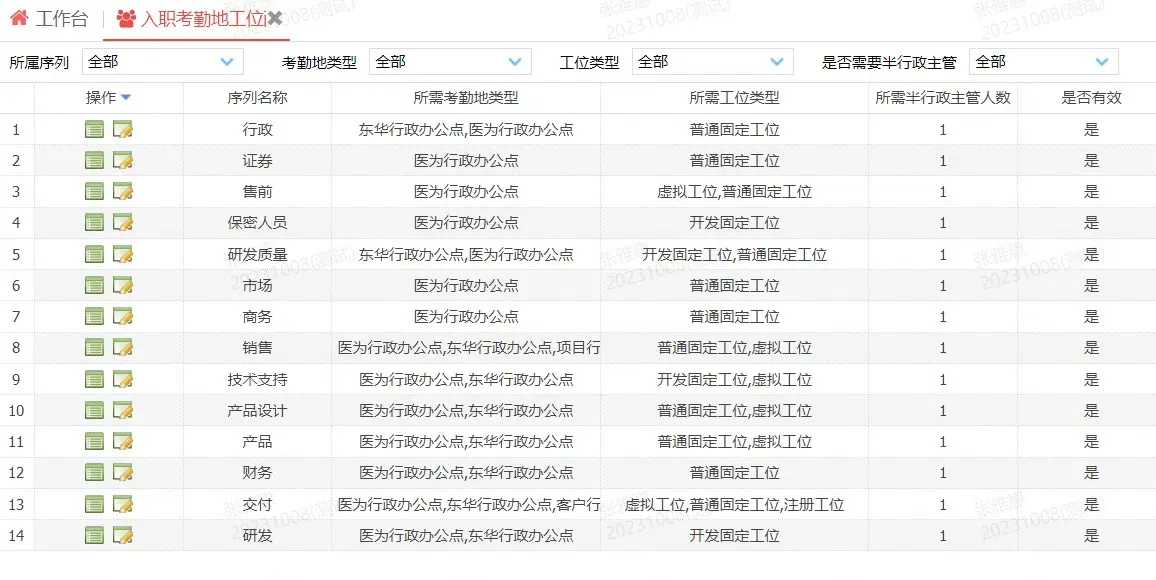 工作台 入职考勤地工位i
所属序列 全部 考勤地类型 全部 工位类型 全部 是否需要半行政主管 全部
操作 序列名称 所需考勤地类型 所需工位类型 所需半行政主管人数 是否有效
1 行政 东华行政办公点,医为行政办公点 普通固定工位 1 是
2 证券 医为行政办公点 普通固定工位 1 是
3 售前 医为行政办公点 虚拟工位,普通固定工位 1 是
4 保密人员 医为行政办公点 开发固定工位 1 是
5 研发质量 东华行政办公点,医为行政办公点 开发固定工位,普通固定工位 1 是
6 市场 医为行政办公点 普通固定工位 1 是
7 商务 医为行政办公点 普通固定工位 1 是
8 销售 医为行政办公点,东华行政办公点,项目行 普通固定工位,虚拟工位 1 是
9 技术支持 医为行政办公点,东华行政办公点 开发固定工位,虚拟工位 1 是
10 产品设计 医为行政办公点,东华行政办公点 普通固定工位,虚拟工位 1 是
11 产品 医为行政办公点,东华行政办公点 普通固定工位,虚拟工位 1 是
12 财务 医为行政办公点,东华行政办公点 普通固定工位 1 是
13 交付 医为行政办公点,东华行政办公点,客户行 虚拟工位,普通固定工位,注册工位 1 是
14 研发 医为行政办公点,东华行政办公点 开发固定工位 1 是
20231008(测试)